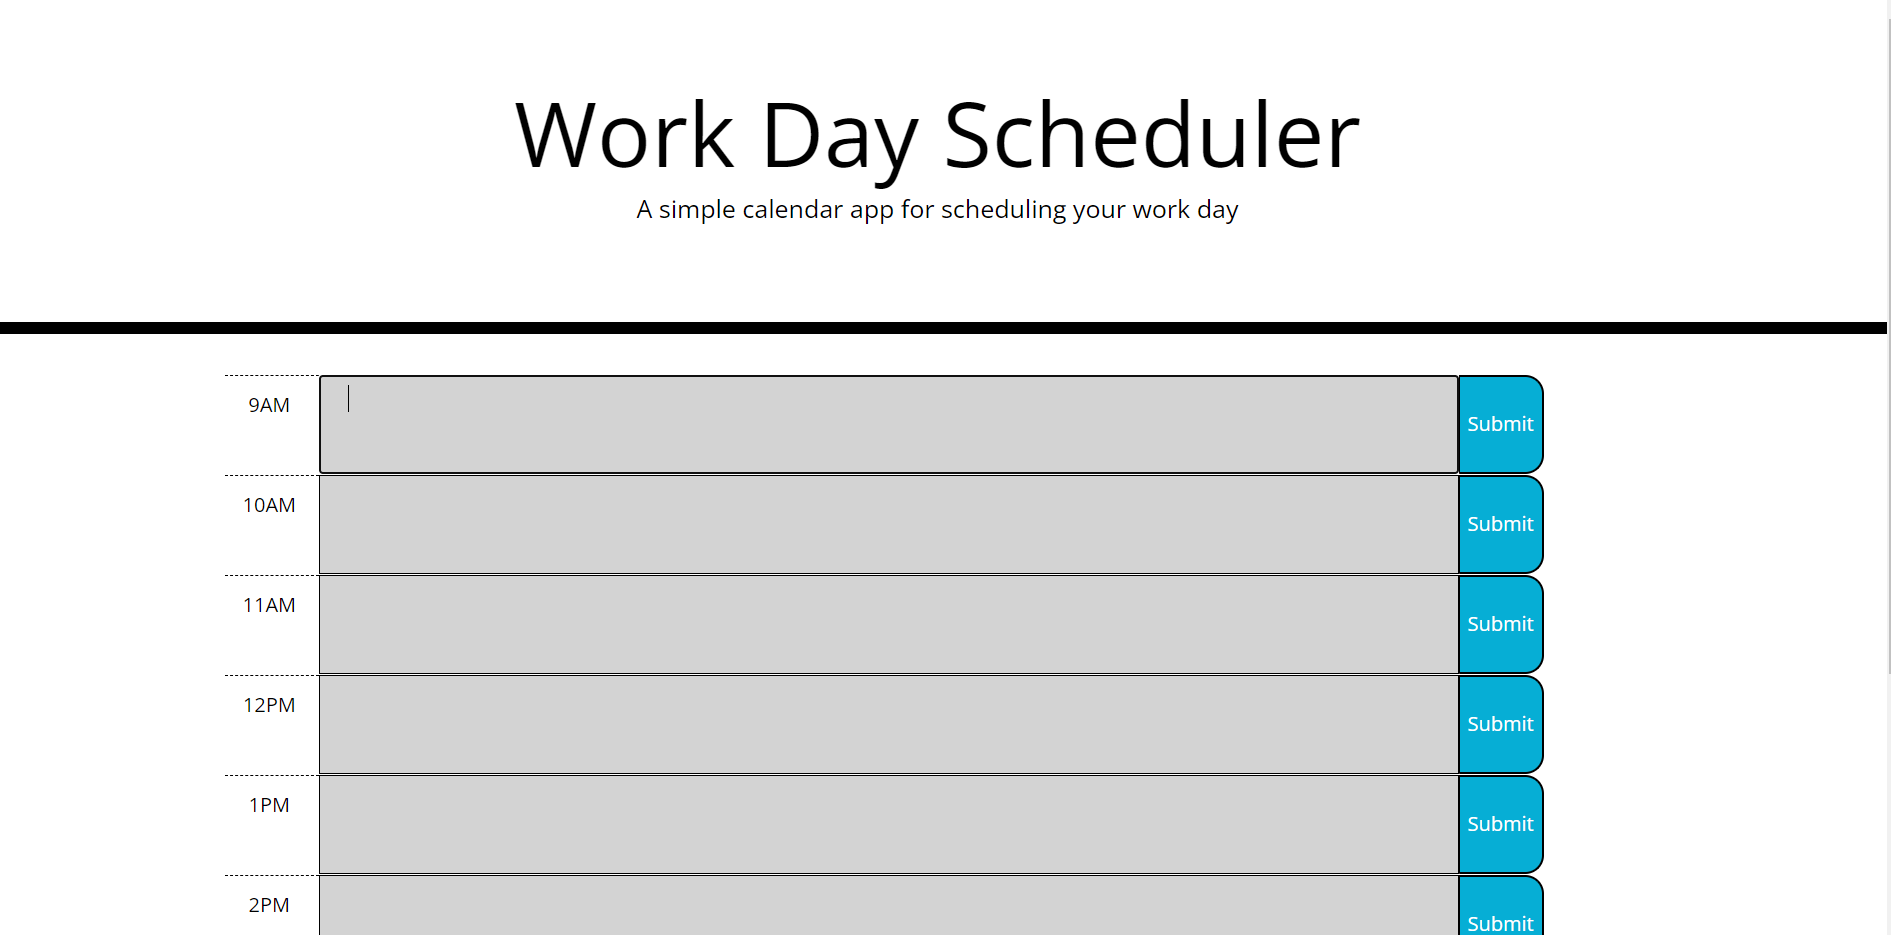 Work Day Scheduler
A simple calendar app for scheduling your work day
9AM
Submit
10AM
Submit
11AM
Submit
12PM
Submit
1PM
Submit
2PM
Submit